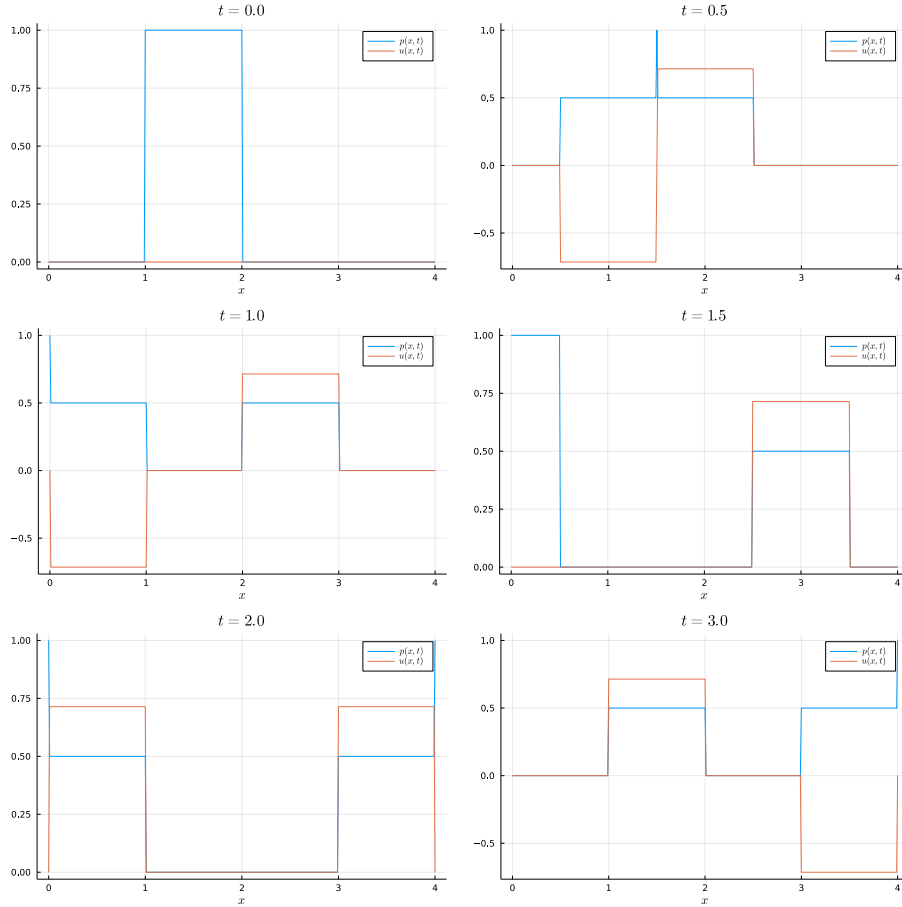 t = 0.0
1.00
p(x, t)
u(x, t)
0.75
0.50
0.25
0.00
0 1 2 3 4
x
t = 0.5
1.0
p(x, t)
u(x, t)
0.5
0.0
−0.5
0 1 2 3 4
x
t = 1.0
1.0
p(x, t)
u(x, t)
0.5
0.0
−0.5
0 1 2 3 4
x
t = 1.5
1.00
p(x, t)
u(x, t)
0.75
0.50
0.25
0.00
0 1 2 3 4
x
t = 2.0
1.00
p(x, t)
u(x, t)
0.75
0.50
0.25
0.00
0 1 2 3 4
x
t = 3.0
1.0
p(x, t)
u(x, t)
0.5
0.0
−0.5
0 1 2 3 4
x